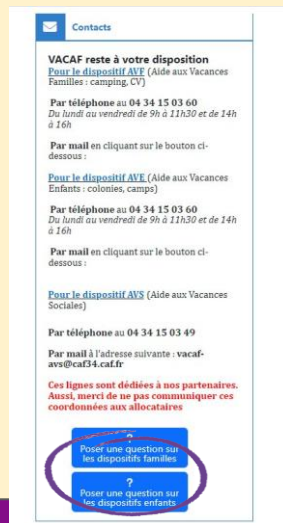 Contacts
VACAF reste à votre disposition
Pour le dispositif AVF (Aide aux Vacances
Familles : camping, CV)
Par téléphone au 04 34 15 03 60
Du lundi au vendredi de 9h à 11h30 et de 14h
à 16h
Par mail en cliquant sur le bouton ci-
dessous :
Pour le dispositif AVE (Aide aux Vacances
Enfants : colonies, camps)
Par téléphone au 04 34 15 03 60
Du lundi au vendredi de 9h à 11h30 et de 14h
à 16h
Par mail en cliquant sur le bouton ci-
dessous :
Pour le dispositif AVS (Aide aux Vacances
Sociales)
Par téléphone au 04 34 15 03 49
Par mail à l'adresse suivante : vacaf-
avs@caf34.caf.fr
Ces lignes sont dédiées à nos partenaires.
Aussi, merci de ne pas communiquer ces
coordonnées aux allocataires
?
Poser une question sur
les dispositifs familles
?
Poser une question sur
les dispositifs enfants